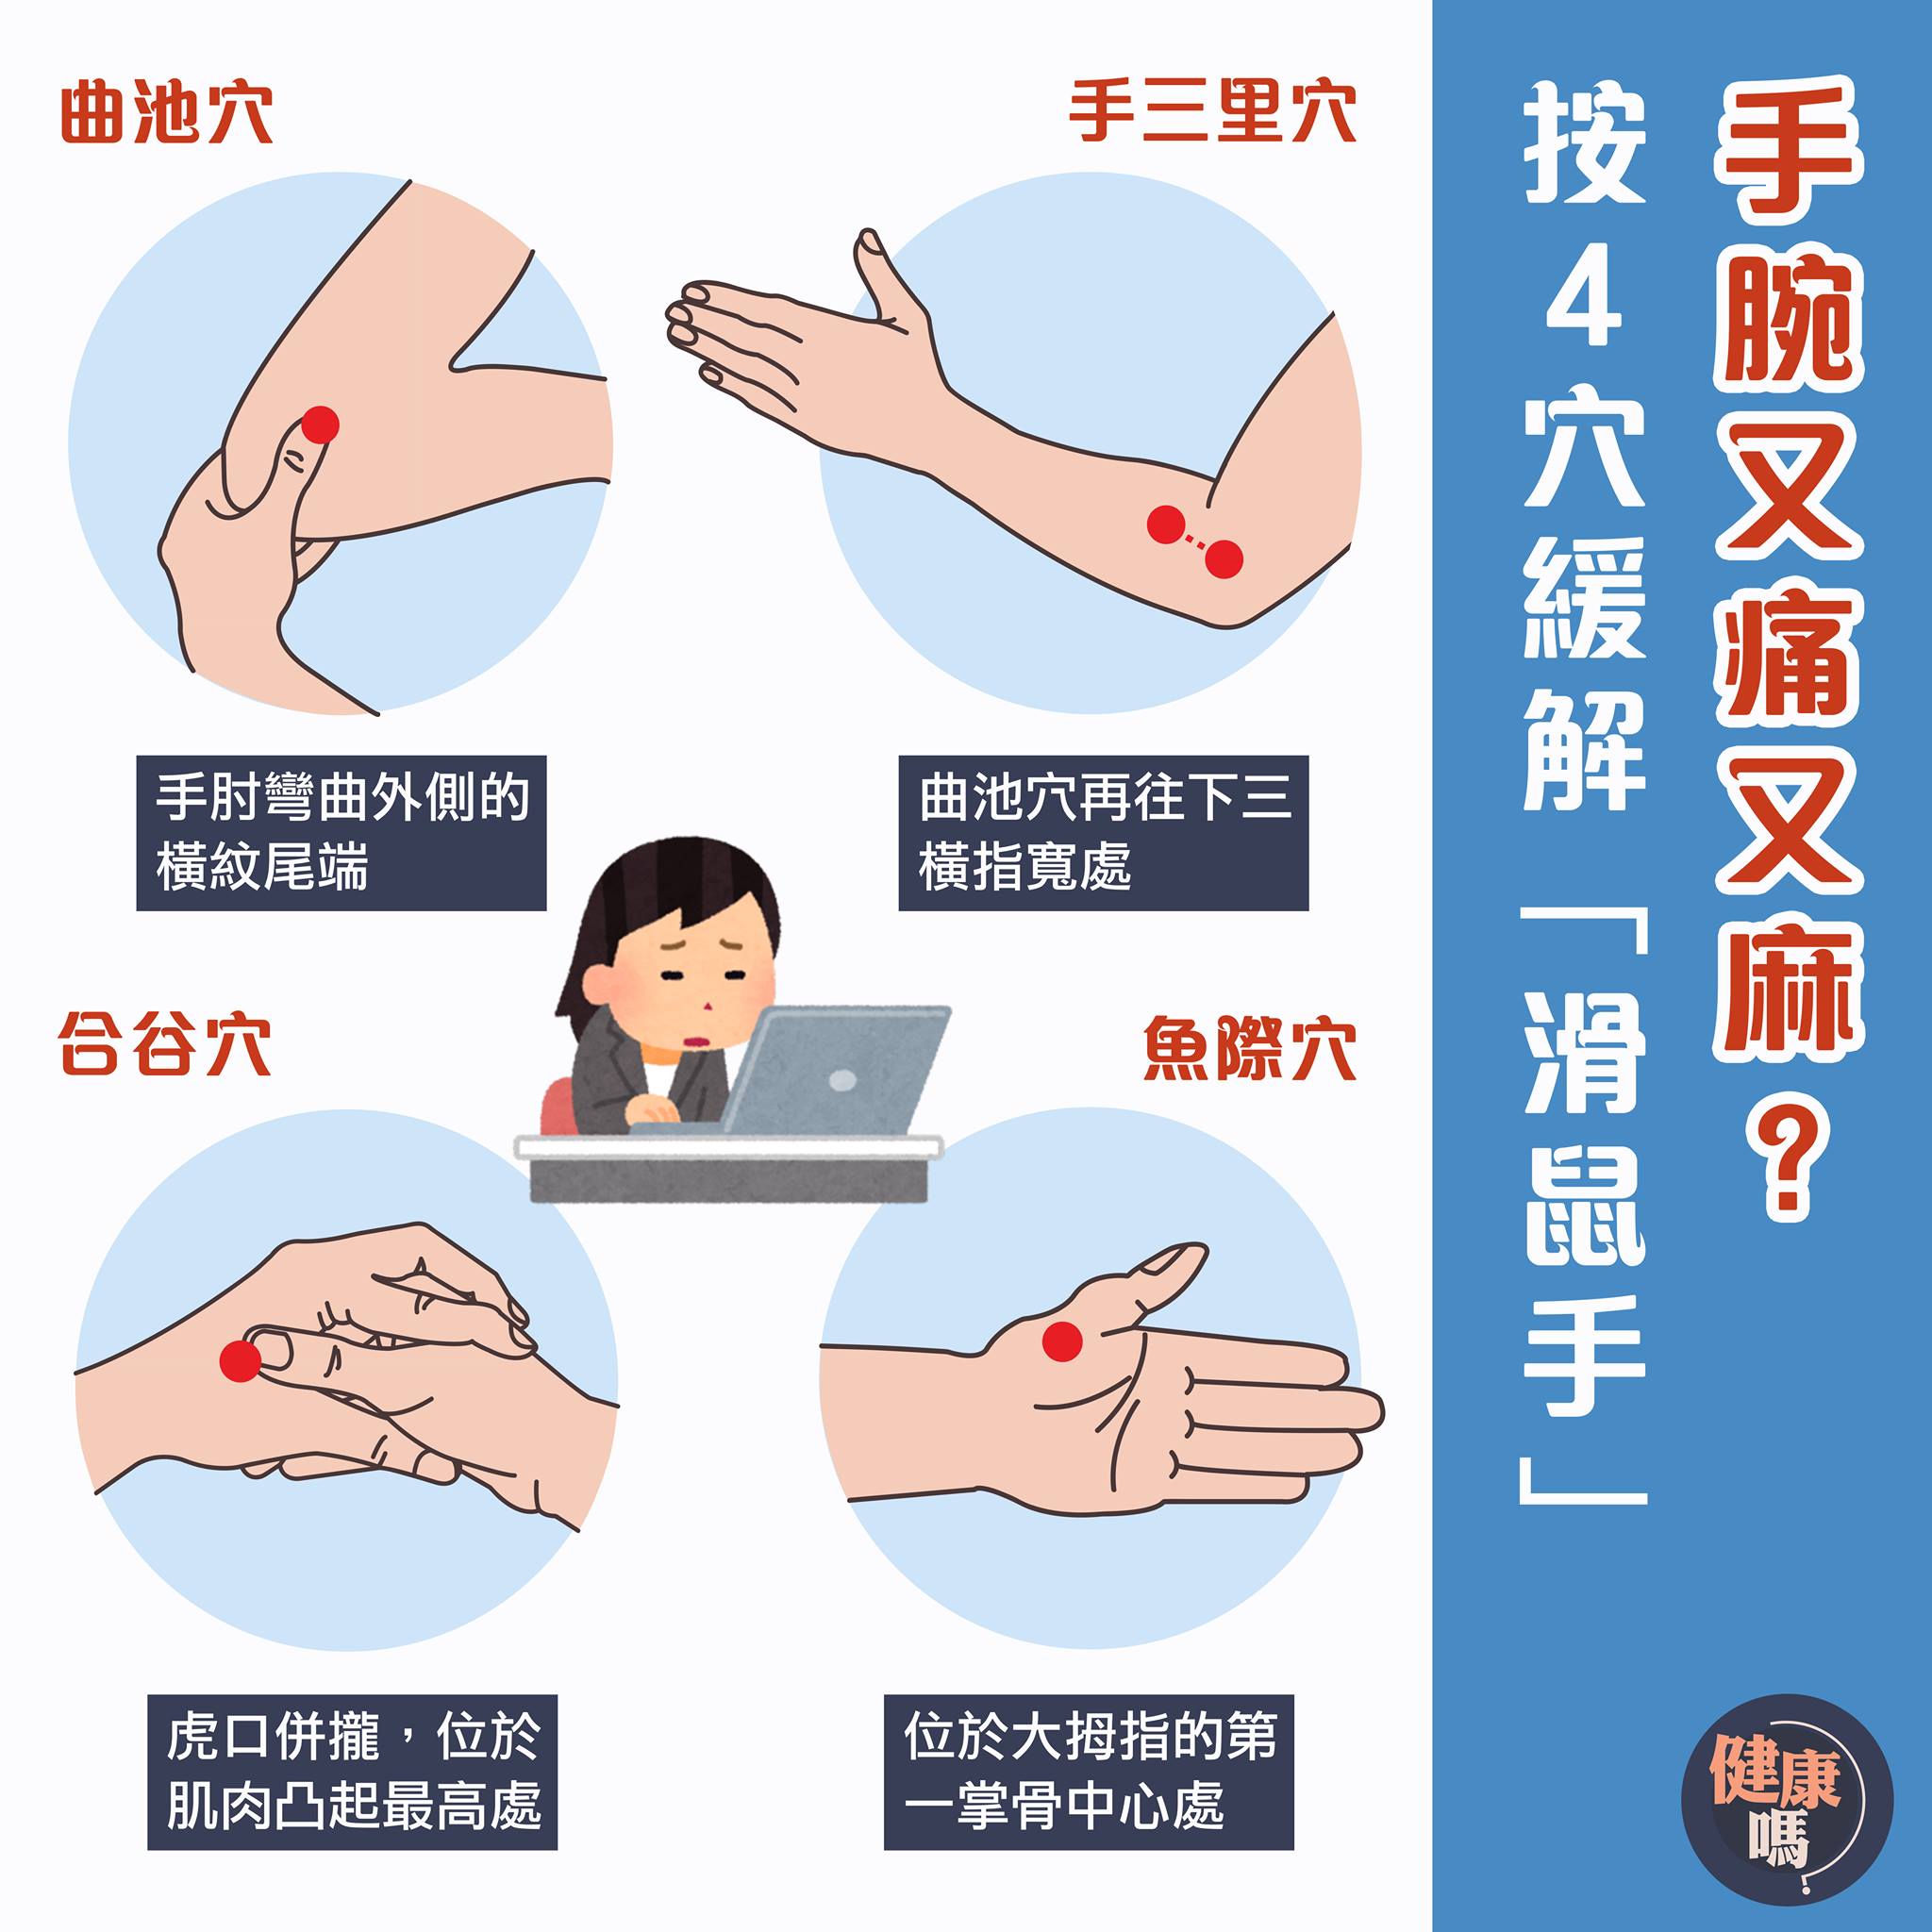 手腕又痛又麻?
按4穴緩解「滑鼠手」
曲池穴
手肘彎曲外側的
橫紋尾端
手三里穴
曲池穴再往下三
橫指寬處
合谷穴
虎口併攏，位於
肌肉凸起最高處
魚際穴
位於大拇指的第
一掌骨中心處
健康
嗎?